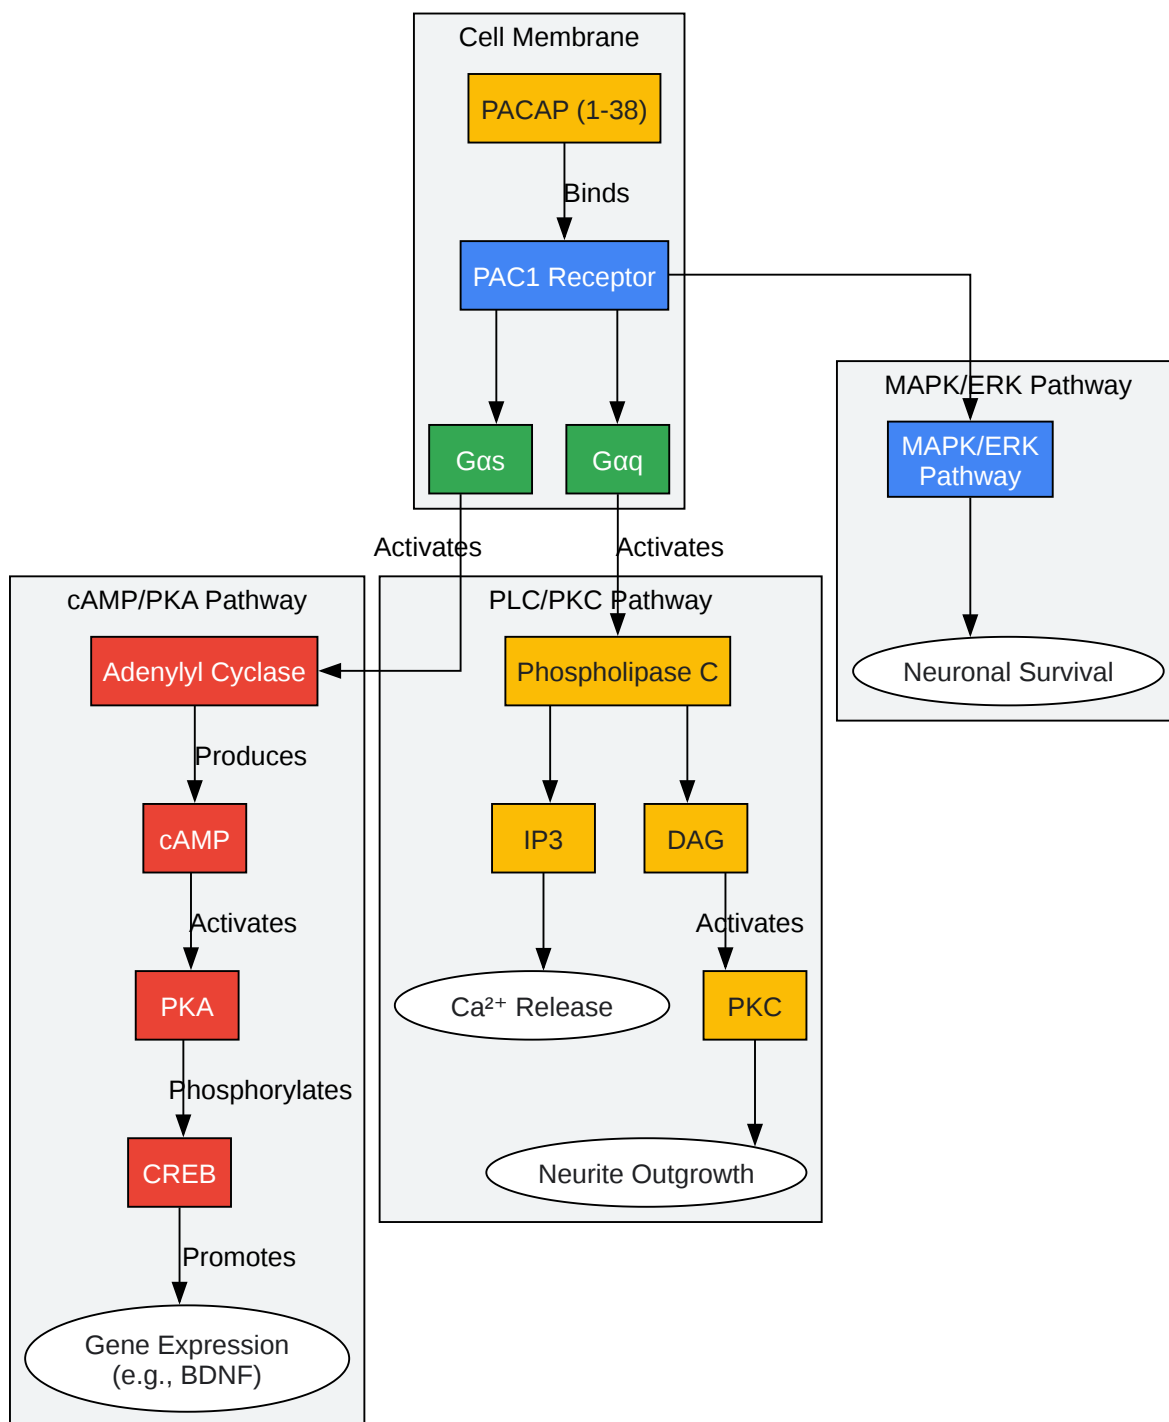 Cell Membrane
PACAP (1-38)
Binds
PAC1 Receptor
Gαs
Gαq
MAPK/ERK Pathway
MAPK/ERK
Pathway
Neuronal Survival
Activates
Activates
cAMP/PKA Pathway
Adenylyl Cyclase
Produces
cAMP
Activates
PKA
Phosphorylates
CREB
Promotes
Gene Expression
(e.g., BDNF)
PLC/PKC Pathway
Phospholipase C
IP3
DAG
Activates
Ca²⁺ Release
PKC
Neurite Outgrowth